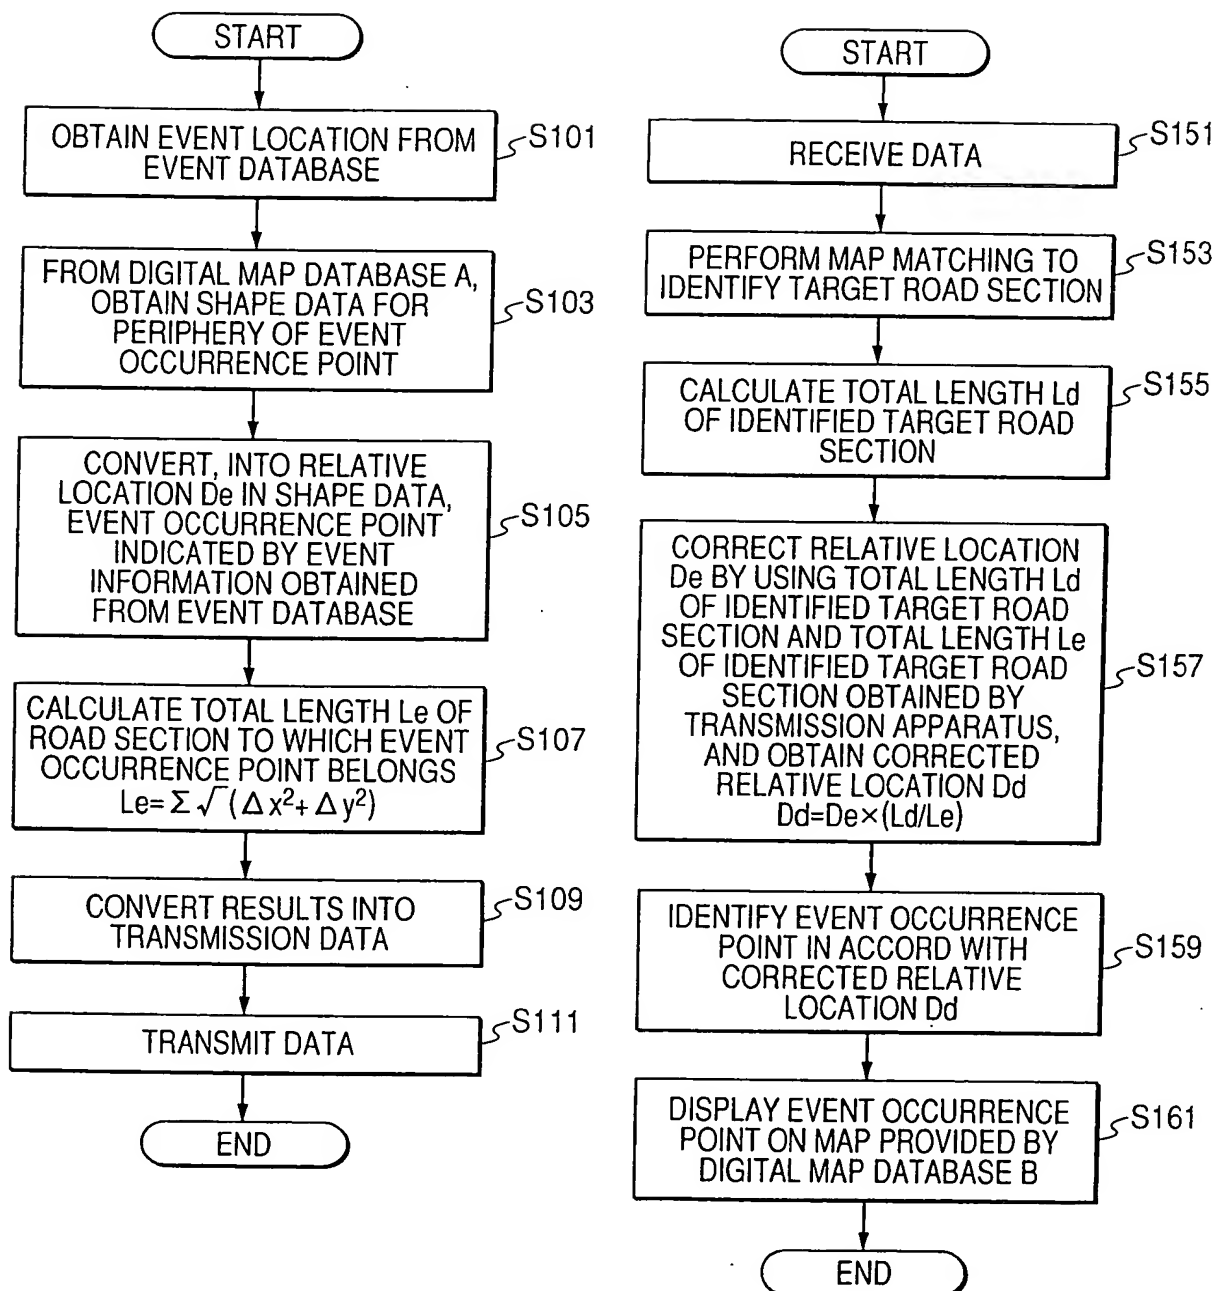 START
OBTAIN EVENT LOCATION FROM
EVENT DATABASE
S101
FROM DIGITAL MAP DATABASE A,
OBTAIN SHAPE DATA FOR
PERIPHERY OF EVENT
OCCURRENCE POINT
S103
CONVERT, INTO RELATIVE
LOCATION De IN SHAPE DATA,
EVENT OCCURRENCE POINT
INDICATED BY EVENT
INFORMATION OBTAINED
FROM EVENT DATABASE
S105
CALCULATE TOTAL LENGTH Le OF
ROAD SECTION TO WHICH EVENT
OCCURRENCE POINT BELONGS
Le= Σ √ (Δx²+Δy²)
S107
CONVERT RESULTS INTO
TRANSMISSION DATA
S109
TRANSMIT DATA
S111
END
START
RECEIVE DATA
S151
PERFORM MAP MATCHING TO
IDENTIFY TARGET ROAD SECTION
S153
CALCULATE TOTAL LENGTH Ld
OF IDENTIFIED TARGET ROAD
SECTION
S155
CORRECT RELATIVE LOCATION
De BY USING TOTAL LENGTH Ld
OF IDENTIFIED TARGET ROAD
SECTION AND TOTAL LENGTH Le
OF IDENTIFIED TARGET ROAD
SECTION OBTAINED BY
TRANSMISSION APPARATUS,
AND OBTAIN CORRECTED
RELATIVE LOCATION Dd
Dd=De×(Ld/Le)
S157
IDENTIFY EVENT OCCURRENCE
POINT IN ACCORD WITH
CORRECTED RELATIVE
LOCATION Dd
S159
DISPLAY EVENT OCCURRENCE
POINT ON MAP PROVIDED BY
DIGITAL MAP DATABASE B
S161
END